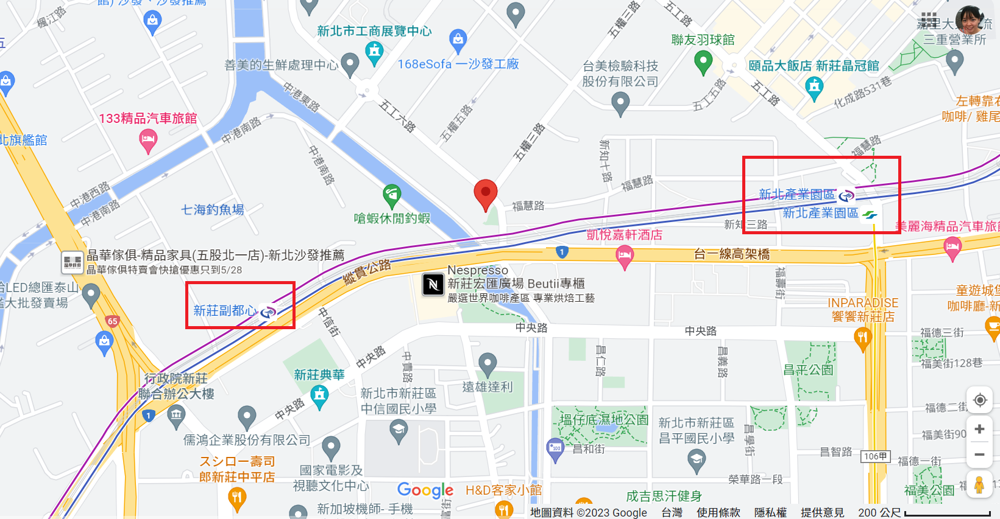 楓江路
新北市工商展覽中心
168eSofa 一沙發工廠
善美的生鮮處理中心
五工路
五權三路
聯友羽球館
三重營業所
台美檢驗科技
股份有限公司
頤品大飯店 新莊晶冠館
五工路
化成路531巷
五工五路
左轉靠右
咖啡/ 雞尾
中港東路
133精品汽車旅館
中港南路
五工六路
五權五路
五權三路
北旗艦館
中港南路
新知十路
福慧路
福慧路
中港西路
中港南路
七海釣魚場
嗆蝦休閒釣蝦
福慧路
新北產業園區
新北產業園區
新知三路
凱悅嘉軒酒店
美麗海精品汽車旅館
1
台一線高架橋
晶華傢俱-精品家具(五股北一店)-新北沙發推薦
晶華傢俱特賣會快搶優惠只到5/28
縱貫公路
Nespresso
新莊宏匯廣場 Beutii專櫃
嚴選世界咖啡產區 專業烘焙工藝
福壽街
LED總匯泰山
大批發賣場
新莊副都心
65
中信街
INPARADISE
饗饗新莊店
童遊城堡
咖啡廳-新
中央路
中央路
福德三街
中央路
中貴路
昌仁路
昌義路
昌平公園
福美街128巷
新莊典華
行政院新莊
聯合辦公大樓
新北市新莊區
中信國民小學
遠雄達利
中央路
1
塭仔底濕地公園
新北市新莊區
昌平國民小學
昌學街
福德二街
儒鴻企業股份有限公司
福美街90
スシロー壽司
郎新莊中平店
國家電影及
視聽文化中心
100
昌和街
昌智路
106甲
福德一街
榮華路一段
Google
H&D客家小館
成吉思汗健身
福美公園
新加坡機師- 手機
富街
地圖資料 ©2023 Google
台灣
使用條款
隱私權
提供意見
200 公尺